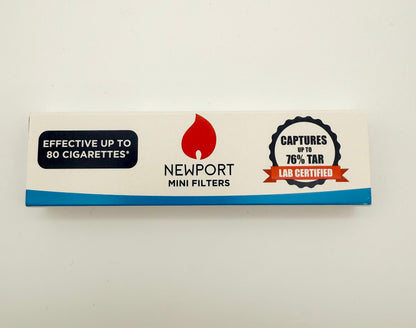 EFFECTIVE UP TO
80 CIGARETTES*
NEWPORT
MINI FILTERS
CAPTURES
UP TO
76% TAR
LAB CERTIFIED